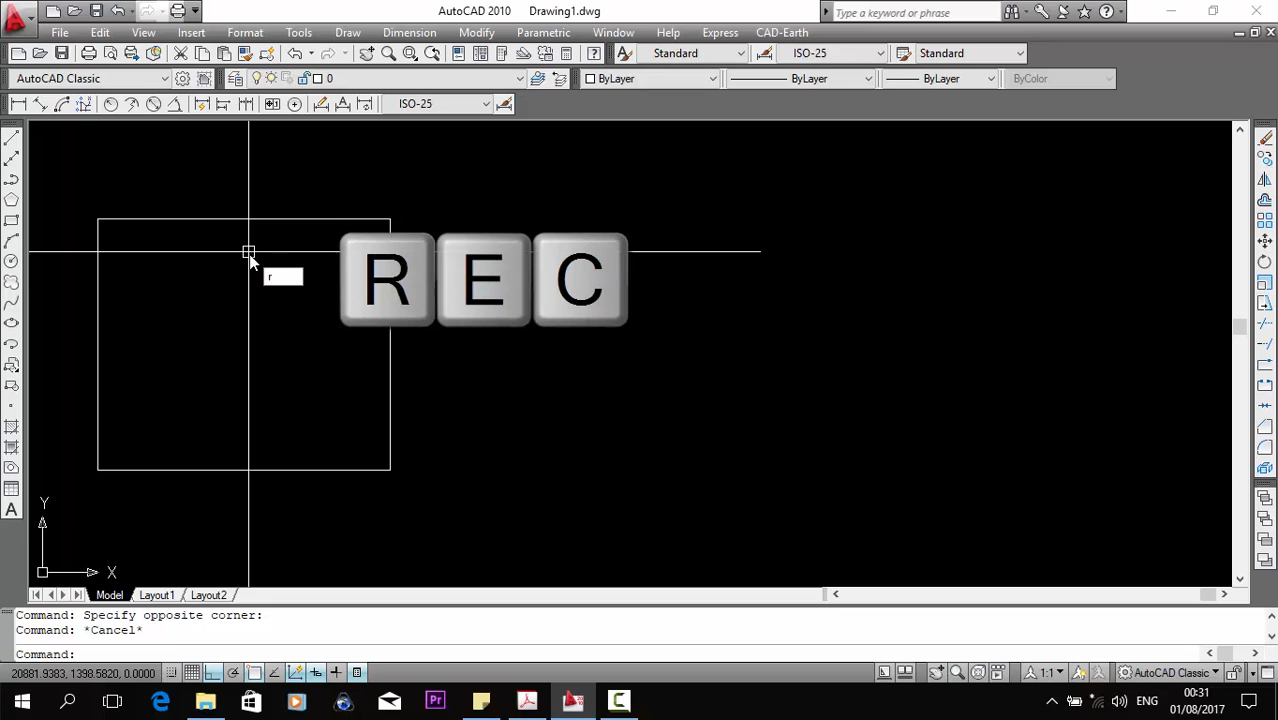 AutoCAD 2010 Drawing1.dwg
Type a keyword or phrase
File Edit View Insert Format Tools Draw Dimension Modify Parametric Window Help Express CAD-Earth
Standard ISO-25 Standard
AutoCAD Classic 0 ByLayer ByLayer ByLayer ByColor
ISO-25
R E C
r
A
Y
X
Model Layout1 Layout2
Command: Specify opposite corner:
Command: *Cancel*
Command:
20881.9383, 1398.5820, 0.0000 1:1 AutoCAD Classic
Pr ENG
00:31
01/08/2017